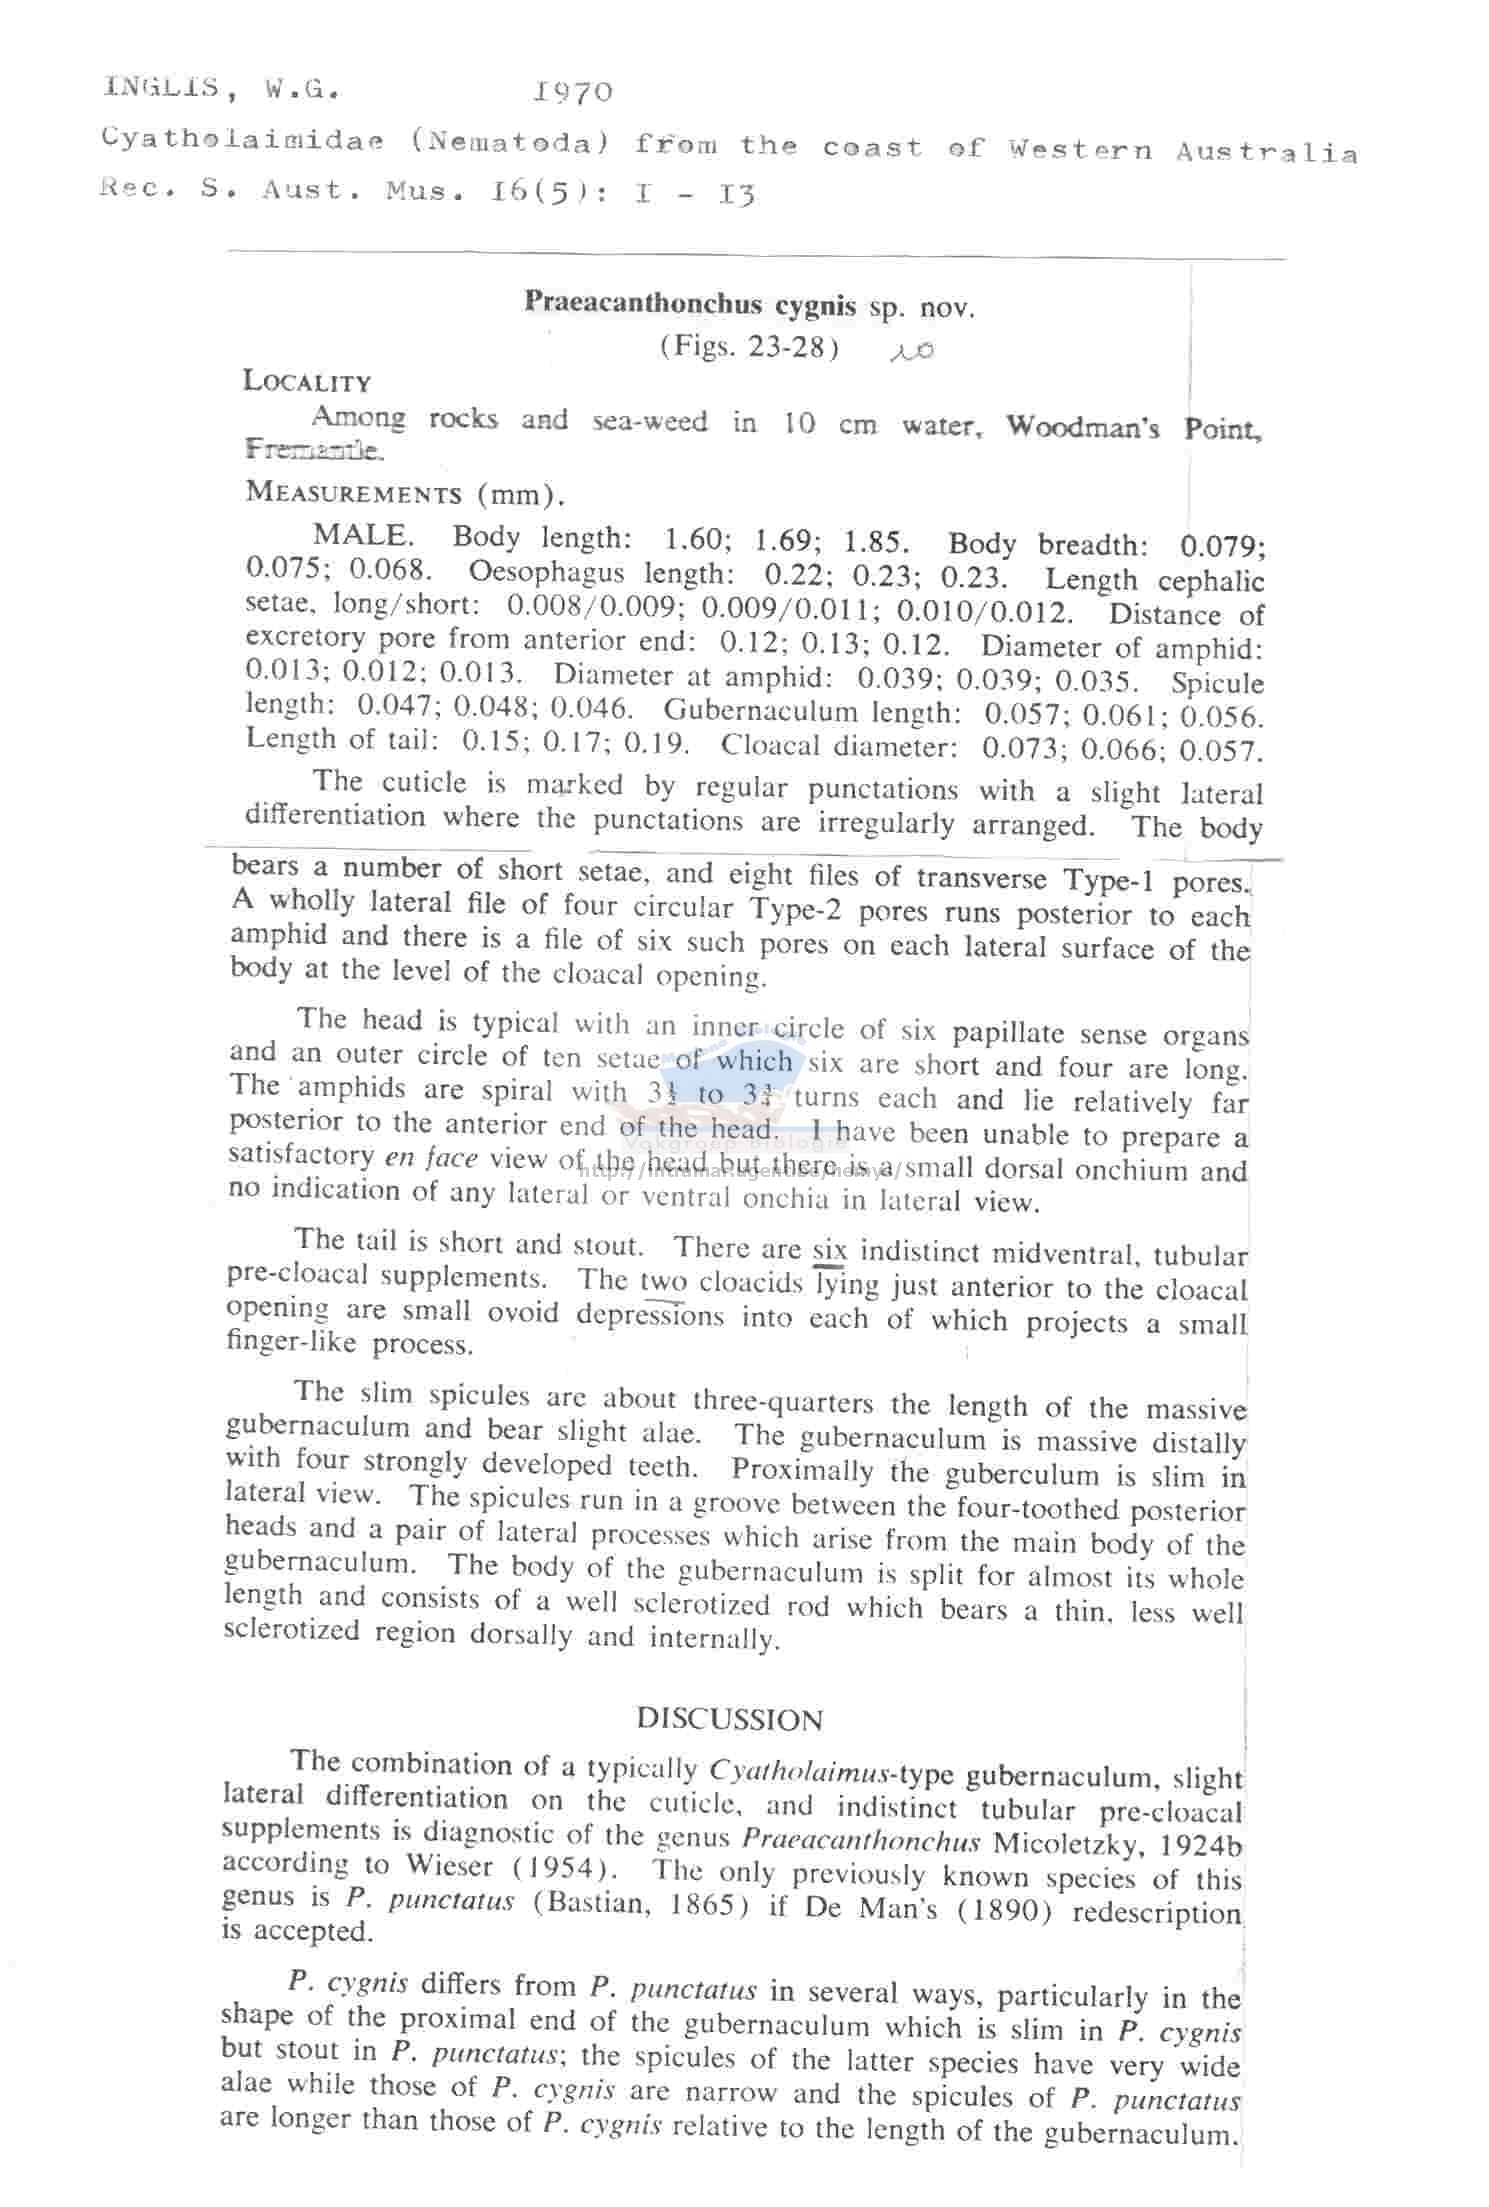 INGLIS, W.G. 1970
Cyatholaimidae (Nematoda) from the coast of Western Australia
Rec. S. Aust. Mus. I6(5): I - I3
Praeacanthonchus cygnis sp. nov.
(Figs. 23-28)
LOCALITY
Among rocks and sea-weed in 10 cm water, Woodman's Point,
Fremantle.
MEASUREMENTS (mm).
MALE. Body length: 1.60; 1.69; 1.85. Body breadth: 0.079;
0.075; 0.068. Oesophagus length: 0.22; 0.23; 0.23. Length cephalic
setae, long/short: 0.008/0.009; 0.009/0.011; 0.010/0.012. Distance of
excretory pore from anterior end: 0.12; 0.13; 0.12. Diameter of amphid:
0.013; 0.012; 0.013. Diameter at amphid: 0.039; 0.039; 0.035. Spicule
length: 0.047; 0.048; 0.046. Gubernaculum length: 0.057; 0.061; 0.056.
Length of tail: 0.15; 0.17; 0.19. Cloacal diameter: 0.073; 0.066; 0.057.
The cuticle is marked by regular punctations with a slight lateral
differentiation where the punctations are irregularly arranged. The body
bears a number of short setae, and eight files of transverse Type-1 pores.
A wholly lateral file of four circular Type-2 pores runs posterior to each
amphid and there is a file of six such pores on each lateral surface of the
body at the level of the cloacal opening.
The head is typical with an inner circle of six papillate sense organs
and an outer circle of ten setae of which six are short and four are long.
The amphids are spiral with 3½ to 3¾ turns each and lie relatively far
posterior to the anterior end of the head. I have been unable to prepare a
Vakgroep Biologie
satisfactory en face view of the head but there is a small dorsal onchium and
no indication of any lateral or ventral onchia in lateral view.
The tail is short and stout. There are six indistinct midventral, tubular
pre-cloacal supplements. The two cloacids lying just anterior to the cloacal
opening are small ovoid depressions into each of which projects a small
finger-like process.
The slim spicules are about three-quarters the length of the massive
gubernaculum and bear slight alae. The gubernaculum is massive distally
with four strongly developed teeth. Proximally the guberculum is slim in
lateral view. The spicules run in a groove between the four-toothed posterior
heads and a pair of lateral processes which arise from the main body of the
gubernaculum. The body of the gubernaculum is split for almost its whole
length and consists of a well sclerotized rod which bears a thin, less well
sclerotized region dorsally and internally.
DISCUSSION
The combination of a typically Cyatholaimus-type gubernaculum, slight
lateral differentiation on the cuticle, and indistinct tubular pre-cloacal
supplements is diagnostic of the genus Praeacanthonchus Micoletzky, 1924b
according to Wieser (1954). The only previously known species of this
genus is P. punctatus (Bastian, 1865) if De Man's (1890) redescription
is accepted.
P. cygnis differs from P. punctatus in several ways, particularly in the
shape of the proximal end of the gubernaculum which is slim in P. cygnis
but stout in P. punctatus; the spicules of the latter species have very wide
alae while those of P. cygnis are narrow and the spicules of P. punctatus
are longer than those of P. cygnis relative to the length of the gubernaculum.